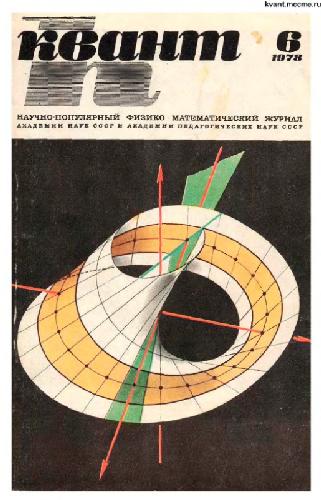 kvant.mccme.ru
квант 6
1978
НАУЧНО-ПОПУЛЯРНЫЙ ФИЗИКО МАТЕМАТИЧЕСКИЙ ЖУРНАЛ
АКАДЕМИИ НАУК СССР И АКАДЕМИИ ПЕДАГОГИЧЕСКИХ НАУК СССР